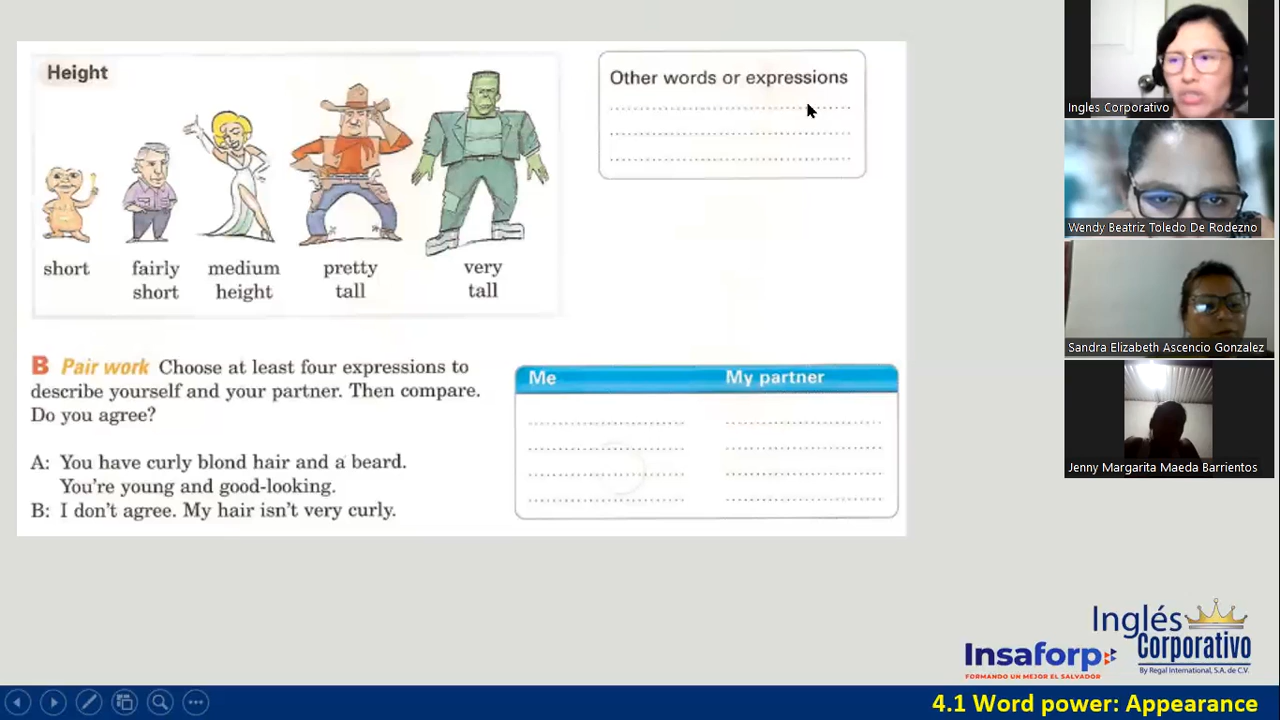 Height
short
fairly
short
medium
height
pretty
tall
very
tall
Other words or expressions
B Pair work Choose at least four expressions to
describe yourself and your partner. Then compare.
Do you agree?
A: You have curly blond hair and a beard.
You're young and good-looking.
B: I don't agree. My hair isn't very curly.
Me
My partner
Ingles Corporativo
Wendy Beatriz Toledo De Rodezno
Sandra Elizabeth Ascencio Gonzalez
Jenny Margarita Maeda Barrientos
Insaforp
FORMANDO UN MEJOR EL SALVADOR
Inglés
Corporativo
By Regal International, S.A. de C.V.
4.1 Word power: Appearance